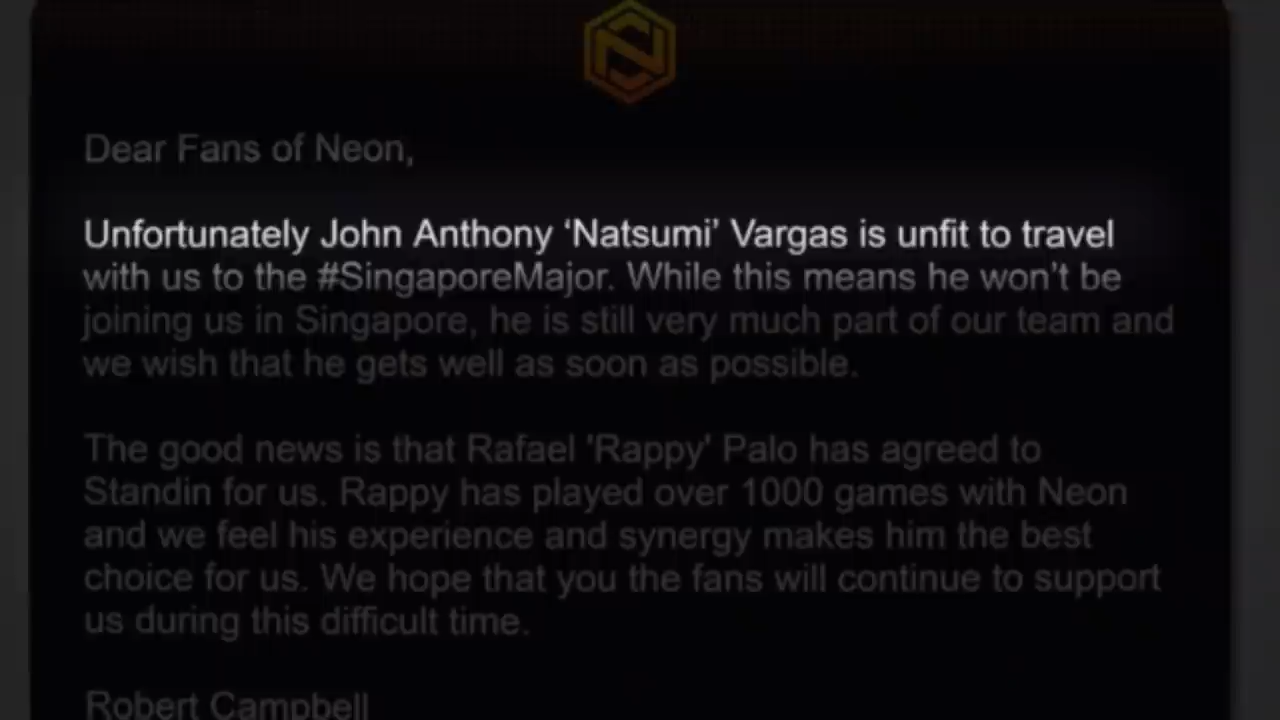 Dear Fans of Neon,
Unfortunately John Anthony ‘Natsumi’ Vargas is unfit to travel
with us to the #SingaporeMajor. While this means he won’t be
joining us in Singapore, he is still very much part of our team and
we wish that he gets well as soon as possible.
The good news is that Rafael 'Rappy' Palo has agreed to
Standin for us. Rappy has played over 1000 games with Neon
and we feel his experience and synergy makes him the best
choice for us. We hope that you the fans will continue to support
us during this difficult time.
Robert Campbell